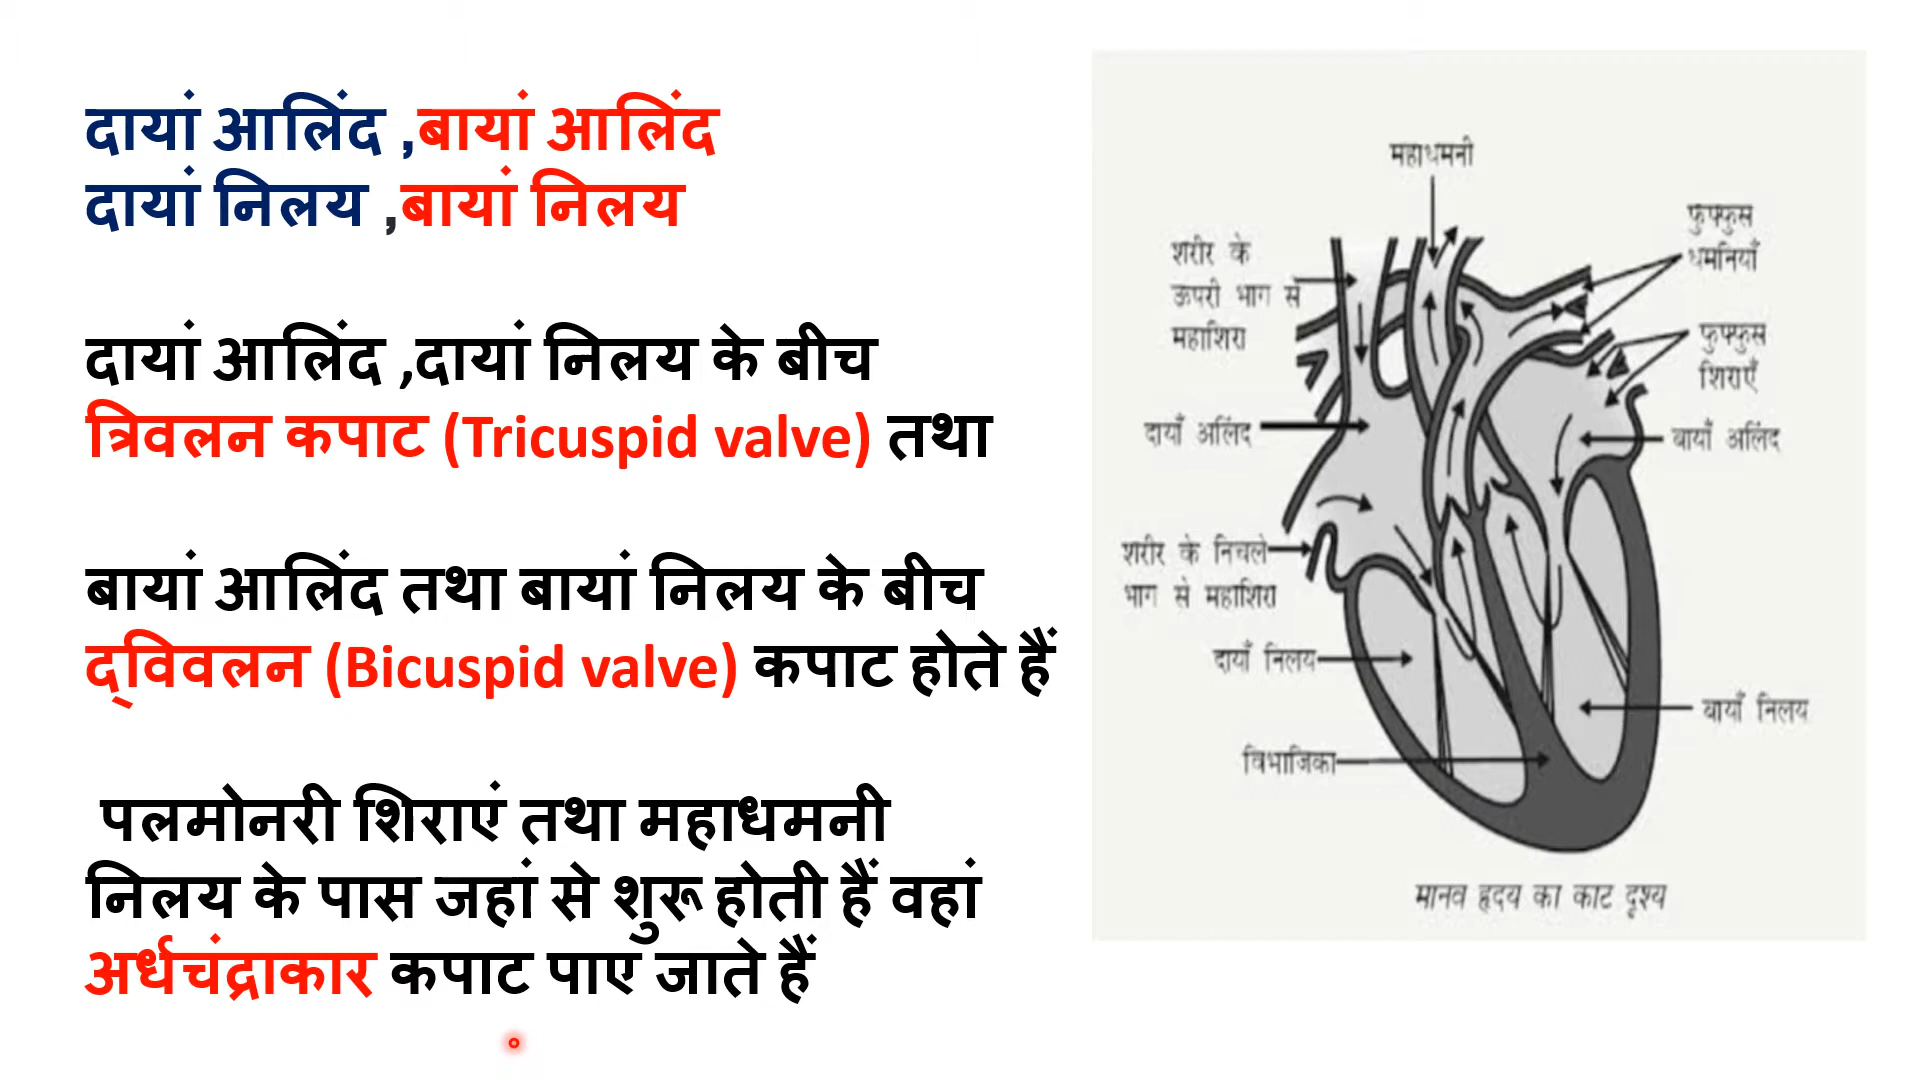 दायां आलिंद ,बायां आलिंद
दायां निलय ,बायां निलय
दायां आलिंद ,दायां निलय के बीच
त्रिवलन कपाट (Tricuspid valve) तथा
बायां आलिंद तथा बायां निलय के बीच
द्विवलन (Bicuspid valve) कपाट होते हैं
पलमोनरी शिराएं तथा महाधमनी
निलय के पास जहां से शुरू होती हैं वहां
अर्धचंद्राकार कपाट पाए जाते हैं
महाधमनी
फुफ्फुस
धमनियाँ
शरीर के
ऊपरी भाग से
महाशिरा
फुफ्फुस
शिराएँ
दायाँ अलिंद
बायाँ अलिंद
शरीर के निचले
भाग से महाशिरा
दायाँ निलय
बायाँ निलय
विभाजिका
मानव हृदय का काट दृश्य